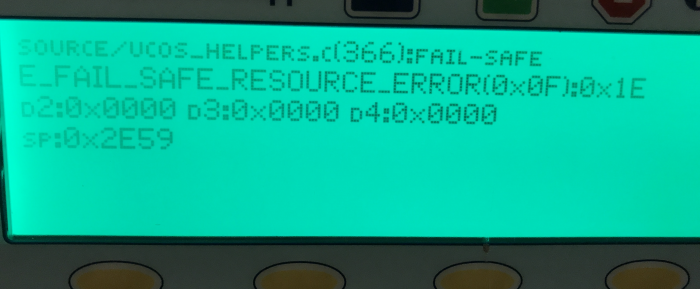 SOURCE/UCOS_HELPERS.C(366):FAIL-SAFE
E_FAIL_SAFE_RESOURCE_ERROR(0x0F):0x1E
D2:0x0000 D3:0x0000 D4:0x0000
SP:0x2E59